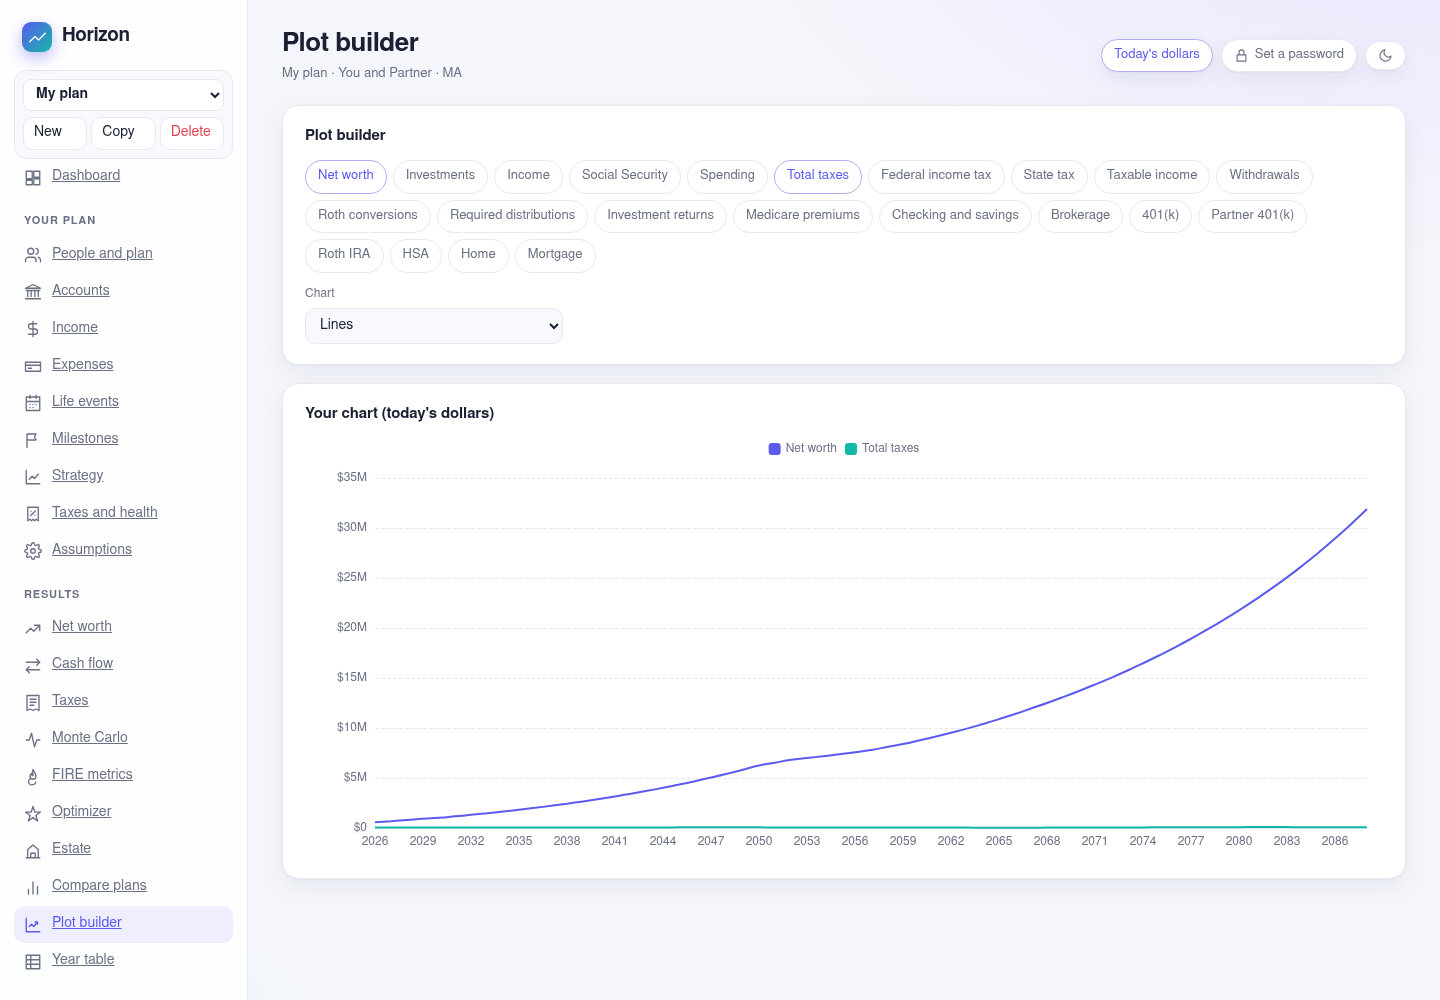 Horizon
My plan
New Copy Delete
Dashboard
YOUR PLAN
People and plan
Accounts
Income
Expenses
Life events
Milestones
Strategy
Taxes and health
Assumptions
RESULTS
Net worth
Cash flow
Taxes
Monte Carlo
FIRE metrics
Optimizer
Estate
Compare plans
Plot builder
Year table
Plot builder
My plan · You and Partner · MA
Today's dollars Set a password
Plot builder
Net worth Investments Income Social Security Spending Total taxes Federal income tax State tax Taxable income Withdrawals
Roth conversions Required distributions Investment returns Medicare premiums Checking and savings Brokerage 401(k) Partner 401(k)
Roth IRA HSA Home Mortgage
Chart
Lines
Your chart (today's dollars)
Net worth Total taxes
$35M
$30M
$25M
$20M
$15M
$10M
$5M
$0
2026 2029 2032 2035 2038 2041 2044 2047 2050 2053 2056 2059 2062 2065 2068 2071 2074 2077 2080 2083 2086